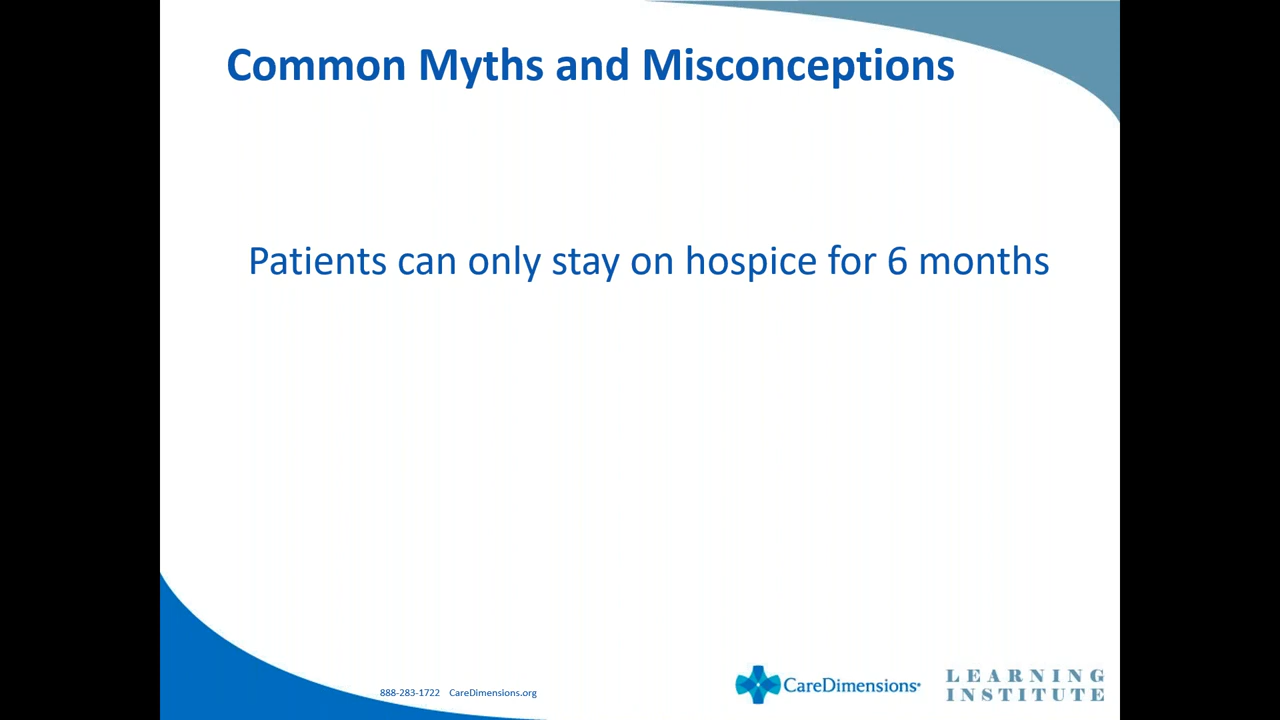 Common Myths and Misconceptions
Patients can only stay on hospice for 6 months
888-283-1722 CareDimensions.org
CareDimensions
LEARNING
INSTITUTE